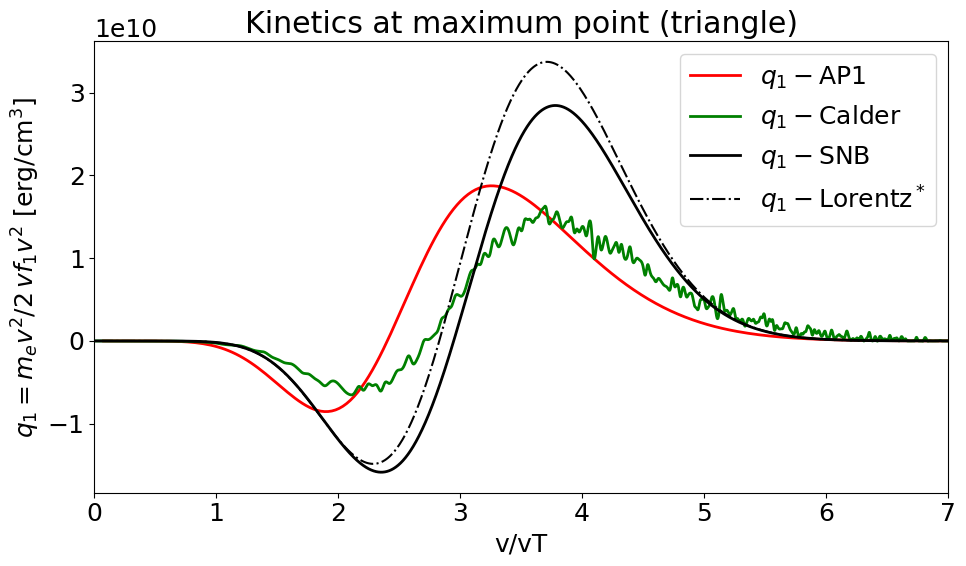 Kinetics at maximum point (triangle)
1e10
q₁ = mₑv²/2 vf₁v² [erg/cm³]
3
2
1
0
−1
0 1 2 3 4 5 6 7
v/vT
q₁ − AP1
q₁ − Calder
q₁ − SNB
q₁ − Lorentz*